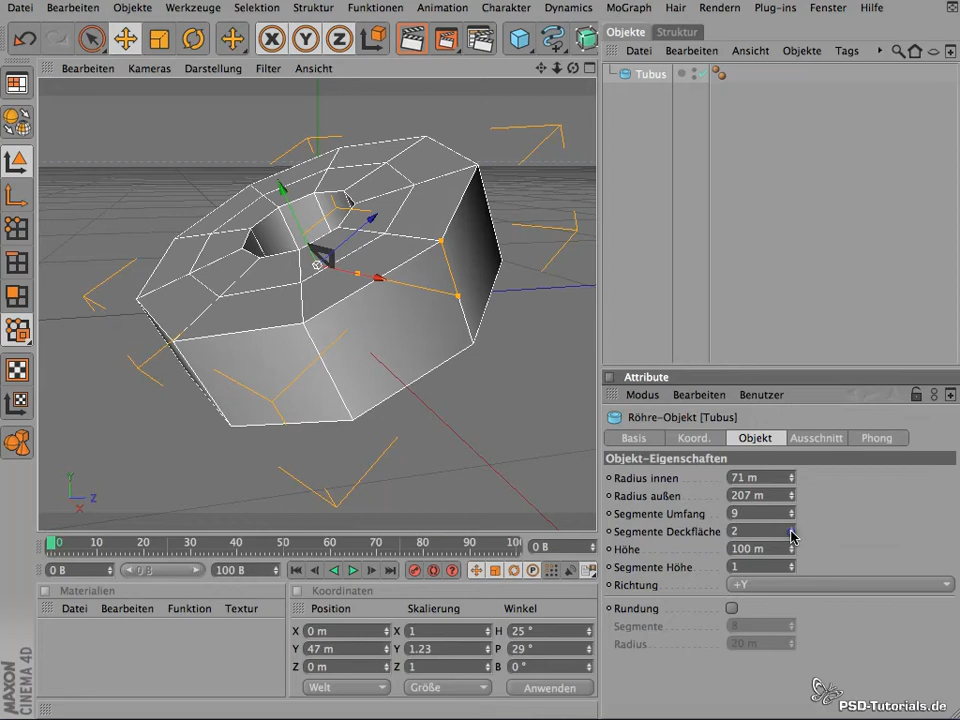 Datei Bearbeiten Objekte Werkzeuge Selektion Struktur Funktionen Animation Charakter Dynamics MoGraph Hair Rendern Plug-ins Fenster Hilfe
Objekte Struktur
Datei Bearbeiten Ansicht Objekte Tags
Bearbeiten Kameras Darstellung Filter Ansicht
Tubus
X Y Z
Attribute
Modus Bearbeiten Benutzer
Röhre-Objekt [Tubus]
Basis Koord. Objekt Ausschnitt Phong
Objekt-Eigenschaften
Radius innen 71 m
Radius außen 207 m
Segmente Umfang 9
Segmente Deckfläche 2
Höhe 100 m
Segmente Höhe 1
Richtung +Y
Rundung
Segmente 8
Radius 20 m
Y
Z
X
0 10 20 30 40 50 60 70 80 90 10 0 B
0 B 0 B 100 B
Materialien
Datei Bearbeiten Funktion Textur
Koordinaten
Position Skalierung Winkel
X 0 m X 1 H 25 °
Y 47 m Y 1.23 P 29 °
Z 0 m Z 1 B 0 °
Welt Größe Anwenden
MAXON
CINEMA 4D
PSD-Tutorials.de